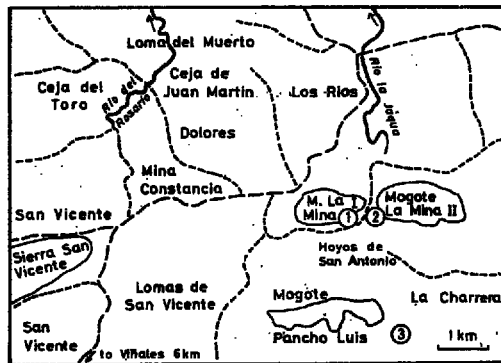 Loma del Muerto
Ceja del
Toro
Río del
Rosario
Ceja de
Juan Martin
Los Rios
Río la Jagua
Dolores
Mina
Constancia
San Vicente
M. La
Mina
1
2
Mogote
La Mina II
Sierra San
Vicente
Hoyos de
San Antonio
Lomas de
San Vicente
Mogote
Pancho Luis
La Charrera
3
San
Vicente
to Viñales 6km
1 km